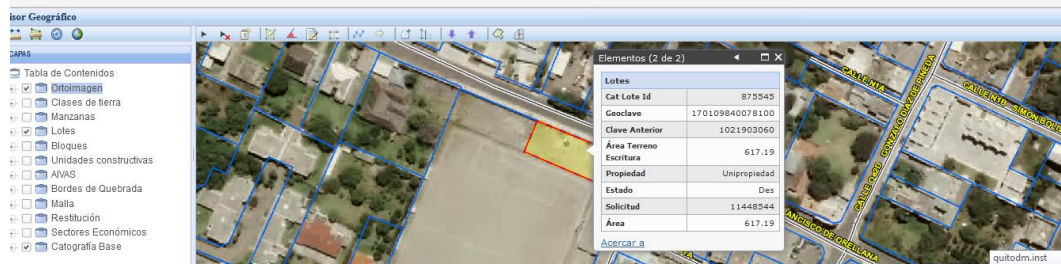 isor Geográfico
CAPAS
Tabla de Contenidos
Ortoimagen
Clases de tierra
Manzanas
Lotes
Bloques
Unidades constructivas
AIVAS
Bordes de Quebrada
Malla
Restitución
Sectores Económicos
Catografía Base
Elementos (2 de 2)
Lotes
Cat Lote Id 875545
Geoclave 170109840078100
Clave Anterior 1021903060
Área Terreno
Escritura 617.19
Propiedad Unipropiedad
Estado Des
Solicitud 11448544
Área 617.19
Acercar a
CALLE N1A
CALLE N1B SIMON BOL
CALLE O 2D GONZALO DIAZ DE PINEDA
ANCISCO DE ORELLANA
quitodm.inst